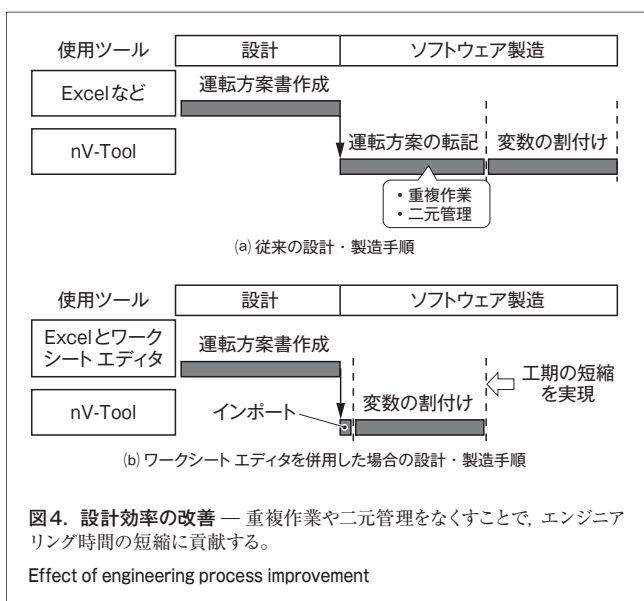 使用ツール 設計 ソフトウェア製造
Excelなど 運転方案書作成
nV-Tool 運転方案の転記 変数の割付け
・重複作業
・二元管理
(a) 従来の設計・製造手順
使用ツール 設計 ソフトウェア製造
Excelとワーク
シート エディタ
運転方案書作成
工期の短縮
を実現
nV-Tool インポート 変数の割付け
(b) ワークシート エディタを併用した場合の設計・製造手順
図4. 設計効率の改善 — 重複作業や二元管理をなくすことで, エンジニア
リング時間の短縮に貢献する。
Effect of engineering process improvement